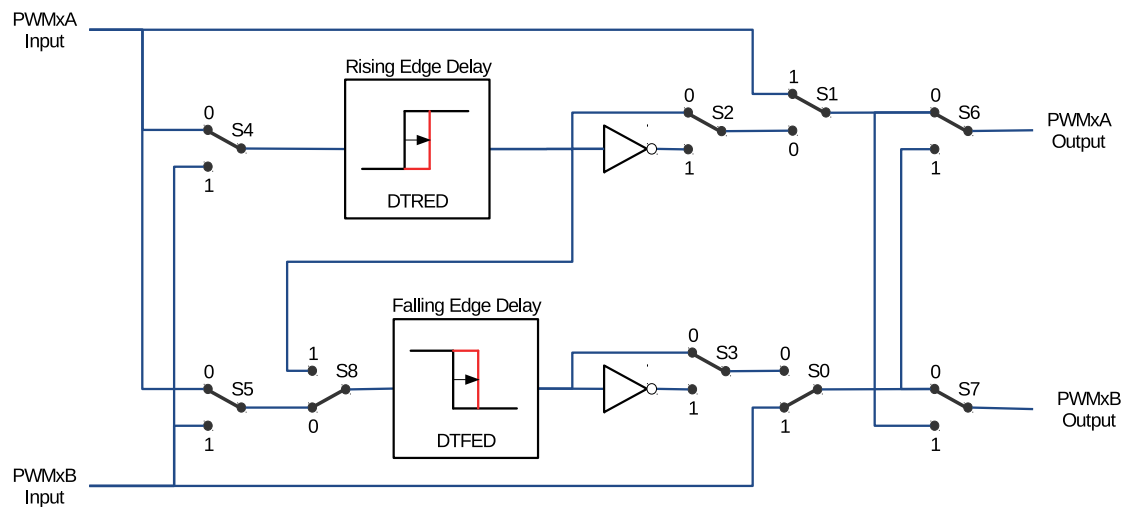 PWMxA
Input
Rising Edge Delay
0
S4
1
DTRED
0
S2
1
1
S1
0
0
S6
1
PWMxA
Output
Falling Edge Delay
0
S5
1
1
S8
0
DTFED
0
S3
1
0
S0
1
0
S7
1
PWMxB
Output
PWMxB
Input